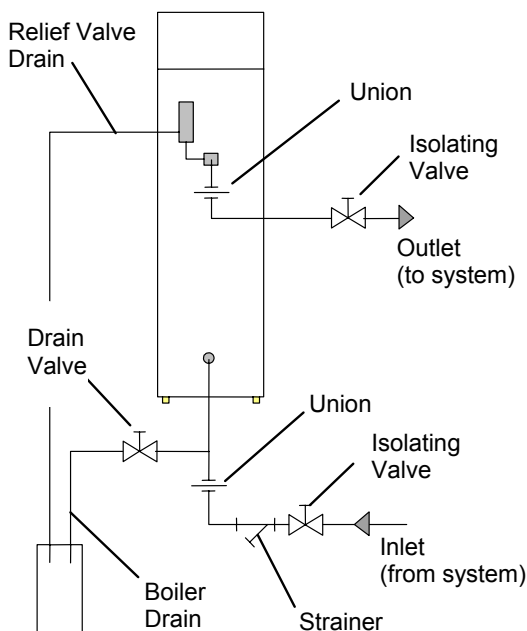 Relief Valve
Drain
Union
Isolating
Valve
Outlet
(to system)
Drain
Valve
Union
Isolating
Valve
Inlet
(from system)
Boiler
Drain
Strainer